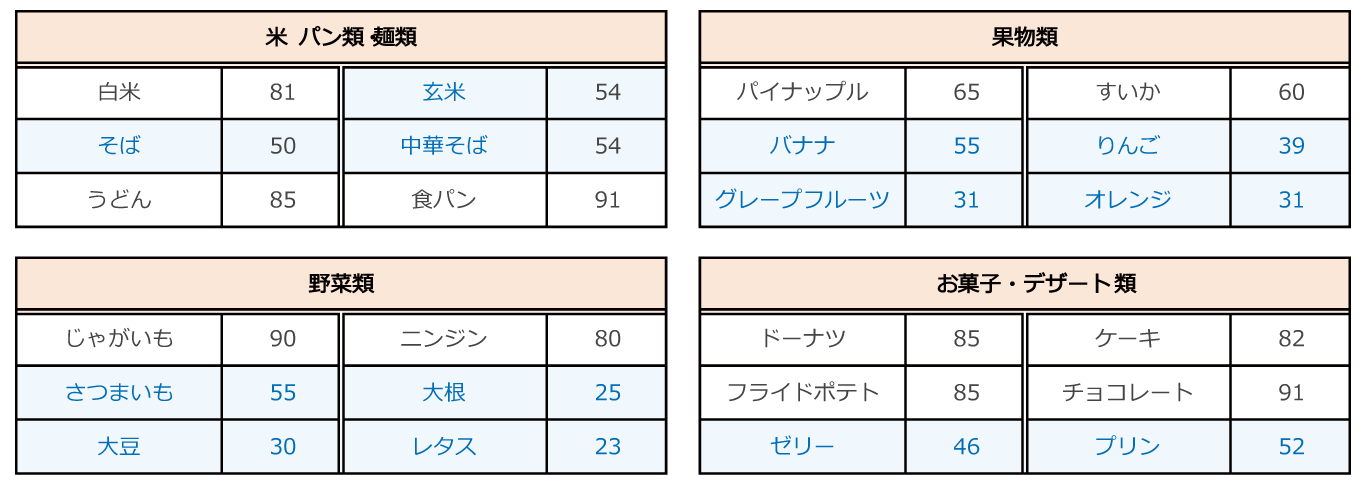 米 パン類・麺類
白米 81 玄米 54
そば 50 中華そば 54
うどん 85 食パン 91
果物類
パイナップル 65 すいか 60
バナナ 55 りんご 39
グレープフルーツ 31 オレンジ 31
野菜類
じゃがいも 90 ニンジン 80
さつまいも 55 大根 25
大豆 30 レタス 23
お菓子・デザート類
ドーナツ 85 ケーキ 82
フライドポテト 85 チョコレート 91
ゼリー 46 プリン 52